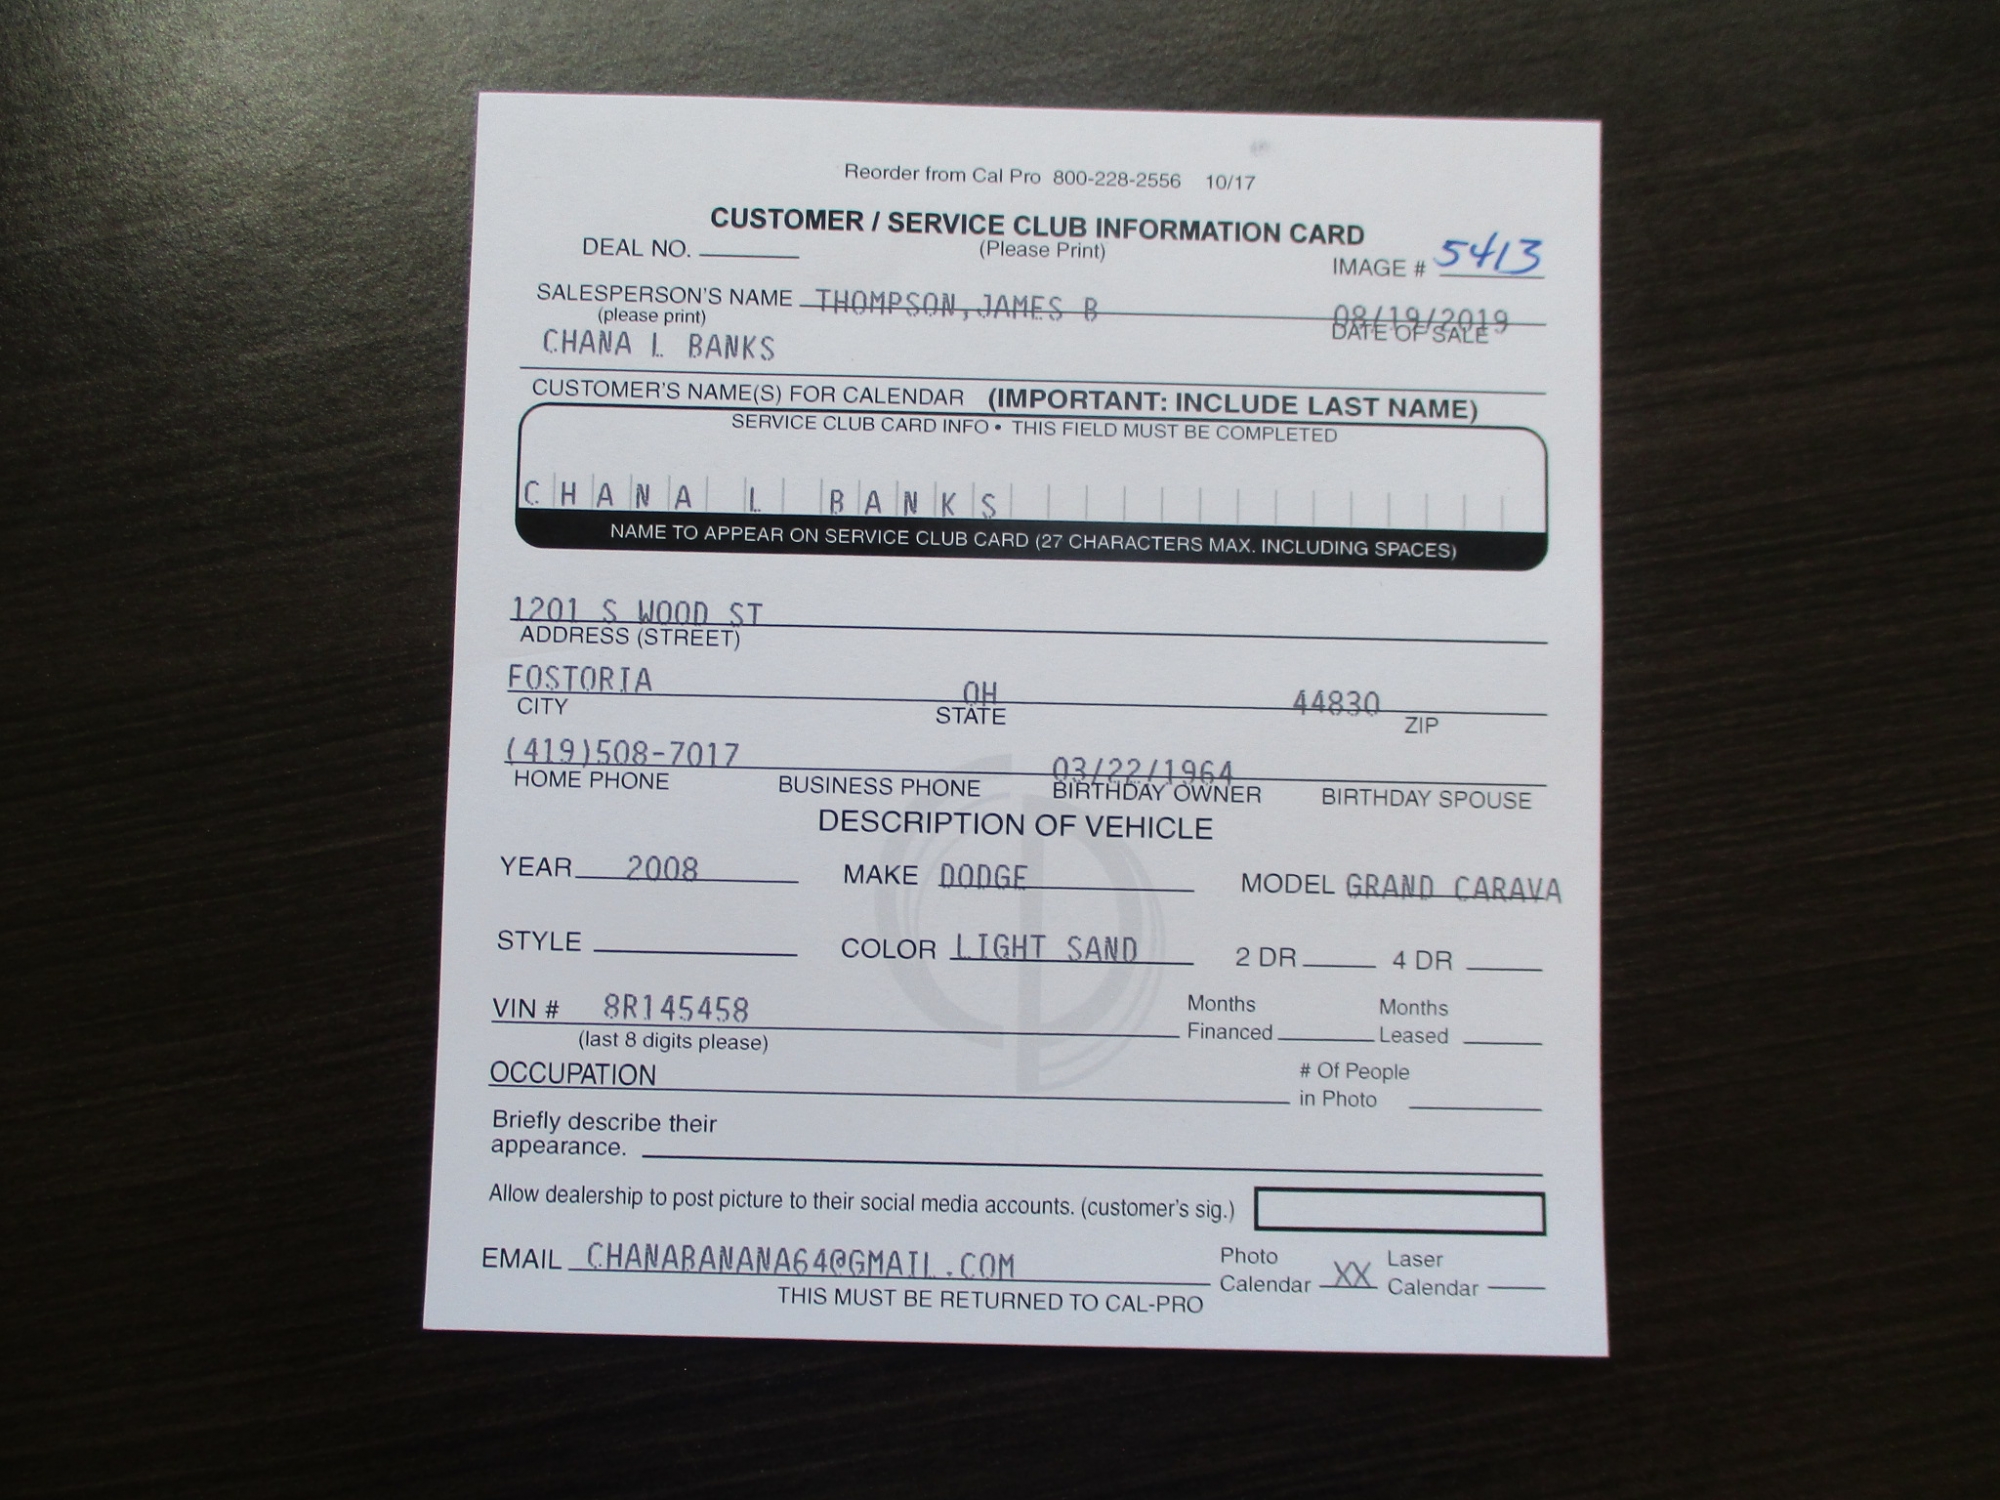 Reorder from Cal Pro 800-228-2556 10/17
CUSTOMER / SERVICE CLUB INFORMATION CARD
DEAL NO. (Please Print) IMAGE # 5413
SALESPERSON'S NAME THOMPSON,JAMES B 08/19/2019
(please print) DATE OF SALE
CHANA L BANKS
CUSTOMER'S NAME(S) FOR CALENDAR (IMPORTANT: INCLUDE LAST NAME)
SERVICE CLUB CARD INFO • THIS FIELD MUST BE COMPLETED
CHANA L BANKS
NAME TO APPEAR ON SERVICE CLUB CARD (27 CHARACTERS MAX. INCLUDING SPACES)
1201 S WOOD ST
ADDRESS (STREET)
FOSTORIA OH 44830
CITY STATE ZIP
(419)508-7017 03/22/1964
HOME PHONE BUSINESS PHONE BIRTHDAY OWNER BIRTHDAY SPOUSE
DESCRIPTION OF VEHICLE
YEAR 2008 MAKE DODGE MODEL GRAND CARAVA
STYLE COLOR LIGHT SAND 2 DR 4 DR
VIN # 8R145458 Months Financed Months Leased
(last 8 digits please)
OCCUPATION # Of People in Photo
Briefly describe their
appearance.
Allow dealership to post picture to their social media accounts. (customer's sig.)
EMAIL CHANABANANA64@GMAIL.COM Photo Calendar XX Laser Calendar
THIS MUST BE RETURNED TO CAL-PRO